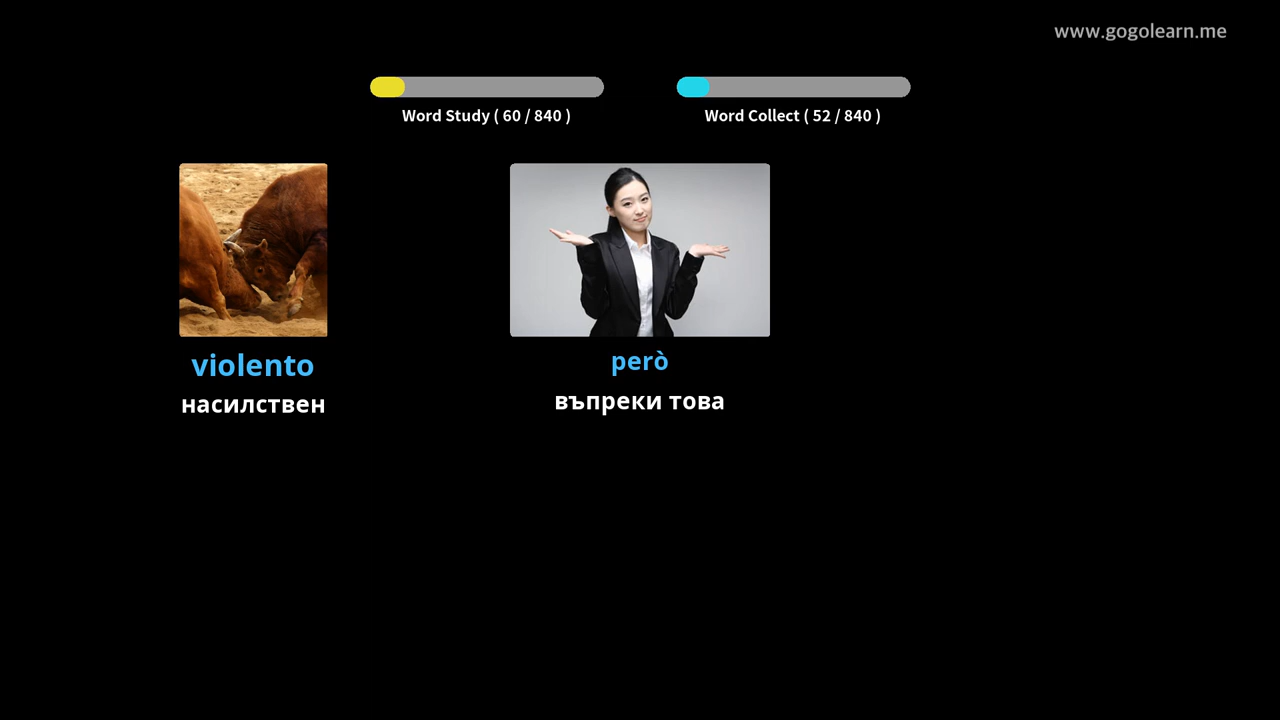 www.gogolearn.me
Word Study ( 60 / 840 )
Word Collect ( 52 / 840 )
violento
насилствен
però
въпреки това